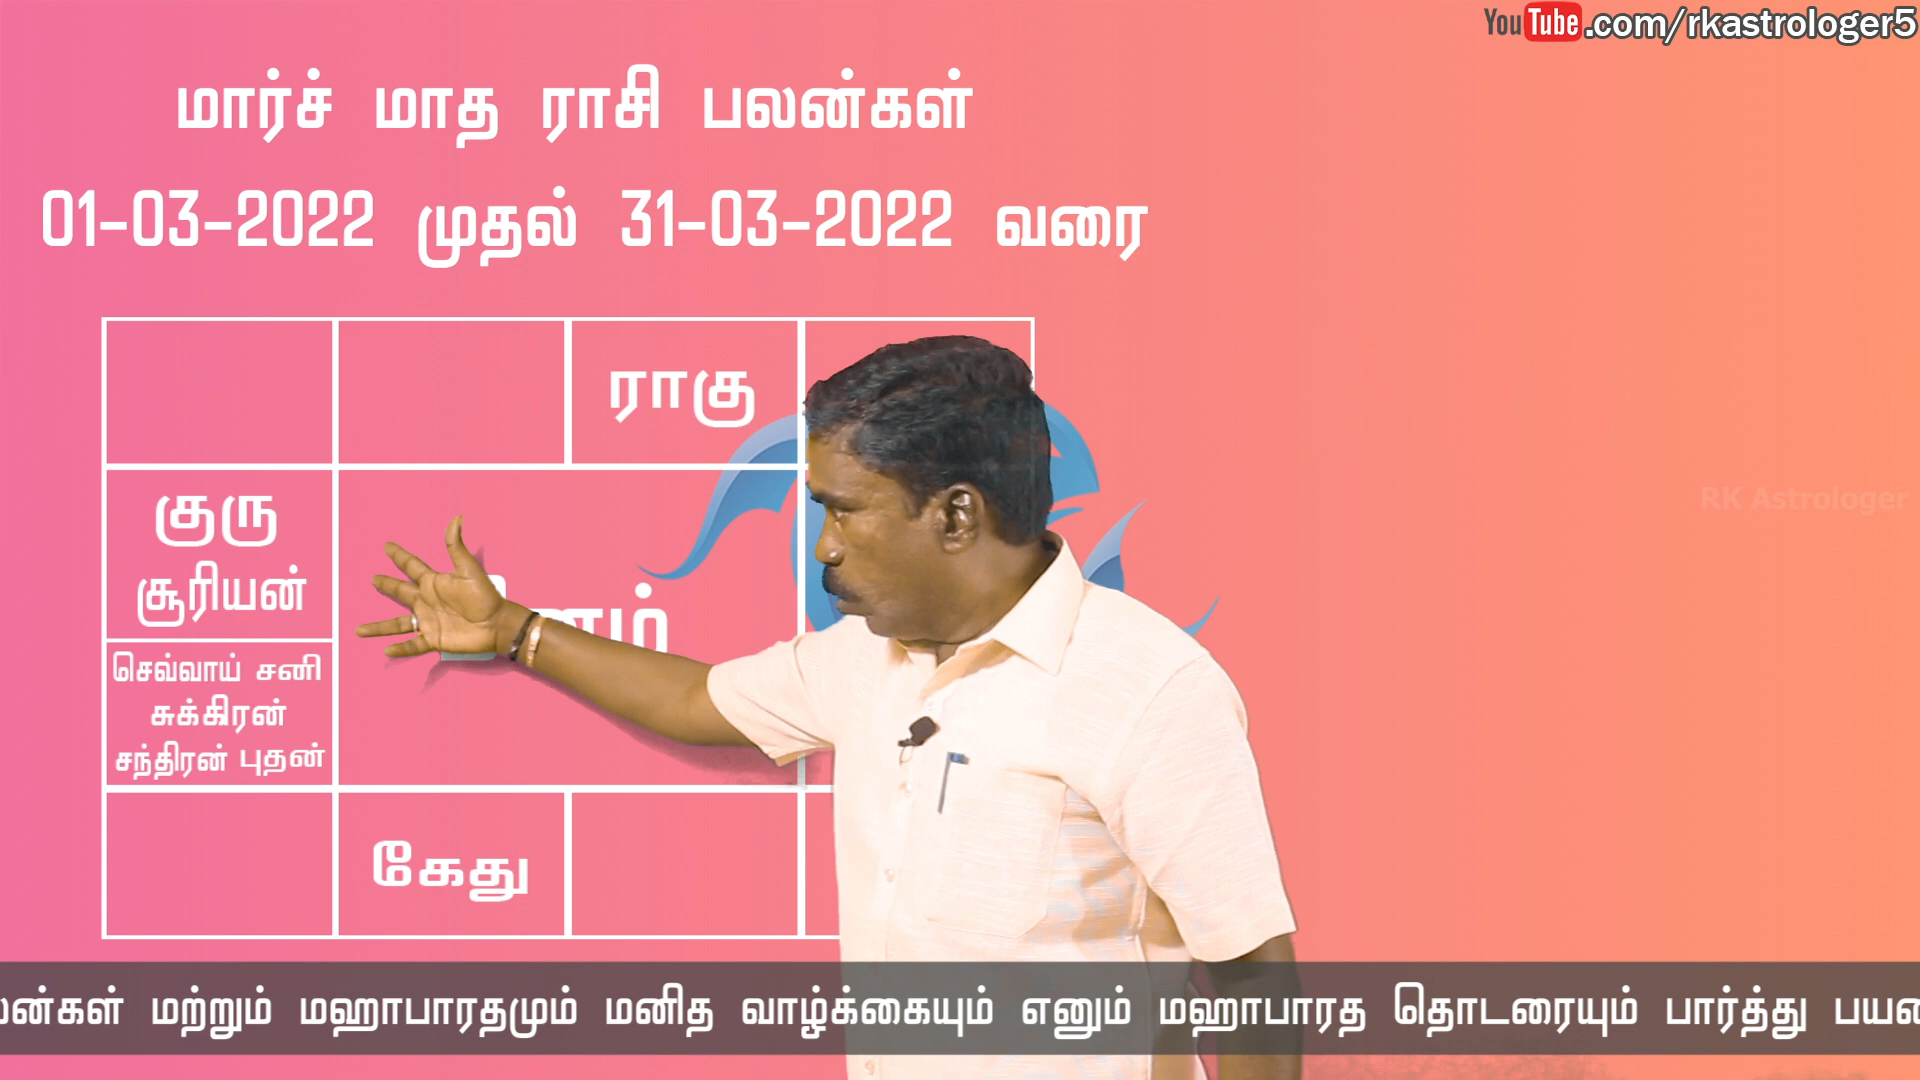 YouTube.com/rkastrologer5
மார்ச் மாத ராசி பலன்கள்
01-03-2022 முதல் 31-03-2022 வரை
ராகு
குரு
சூரியன்
செவ்வாய் சனி
சுக்கிரன்
சந்திரன் புதன்
கேது
RK Astrologer
மற்றும் மஹாபாரதமும் மனித வாழ்க்கையும் எனும் மஹாபாரத தொடரையும் பார்த்து